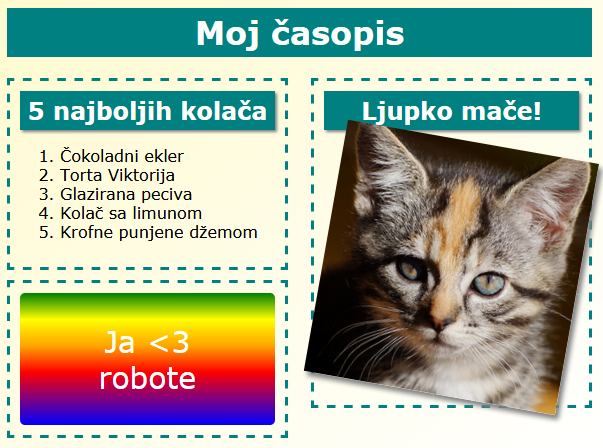 Moj časopis
5 najboljih kolača
1. Čokoladni ekler
2. Torta Viktorija
3. Glazirana peciva
4. Kolač sa limunom
5. Krofne punjene džemom
Ja <3
robote
Ljupko mače!